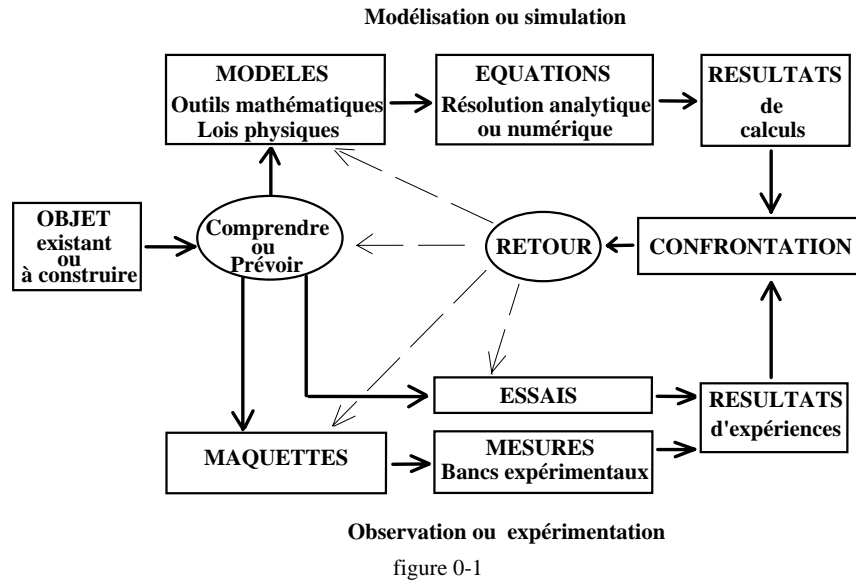 Modélisation ou simulation
MODELES
Outils mathématiques
Lois physiques
EQUATIONS
Résolution analytique
ou numérique
RESULTATS
de
calculs
OBJET
existant
ou
à construire
Comprendre
ou
Prévoir
RETOUR
CONFRONTATION
ESSAIS
RESULTATS
d'expériences
MAQUETTES
MESURES
Bancs expérimentaux
Observation ou expérimentation
figure 0-1